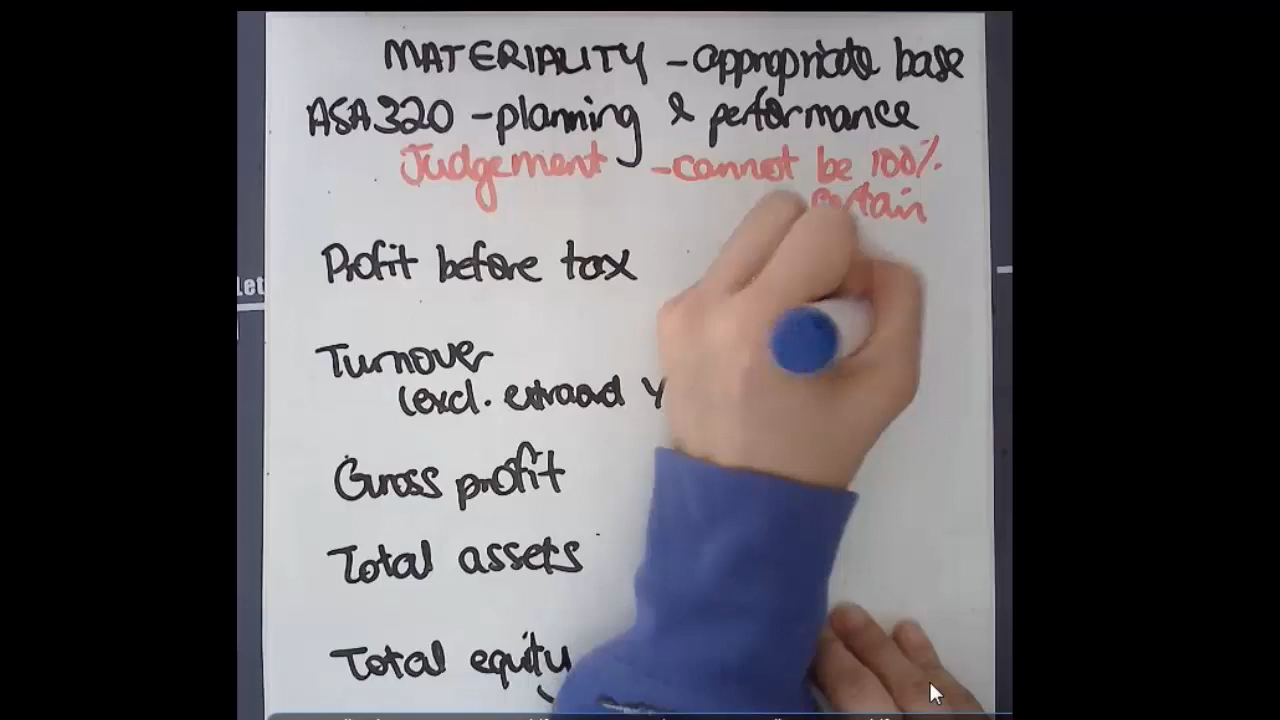 MATERIALITY - appropriate base
ASA320 - planning & performance
Judgement - cannot be 100%
certain
Profit before tax
Turnover
(excl. extraord Y
Gross profit
Total assets
Total equity
Let